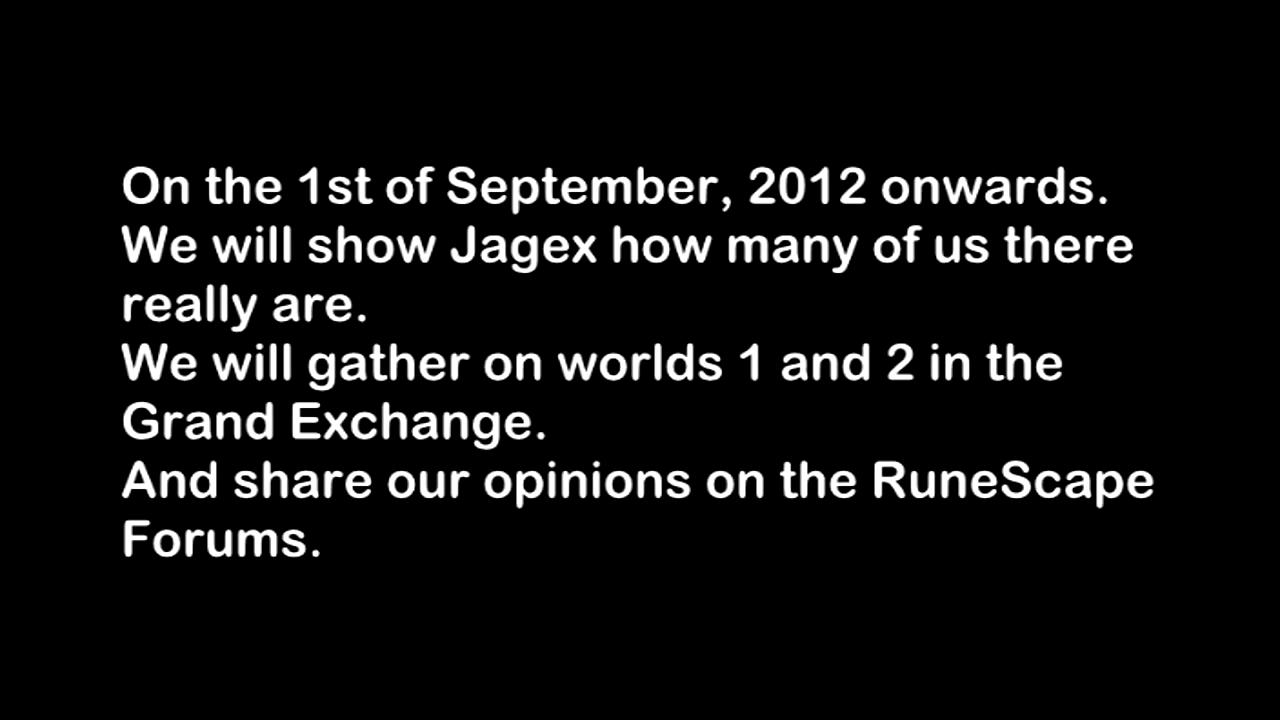 On the 1st of September, 2012 onwards.
We will show Jagex how many of us there
really are.
We will gather on worlds 1 and 2 in the
Grand Exchange.
And share our opinions on the RuneScape
Forums.